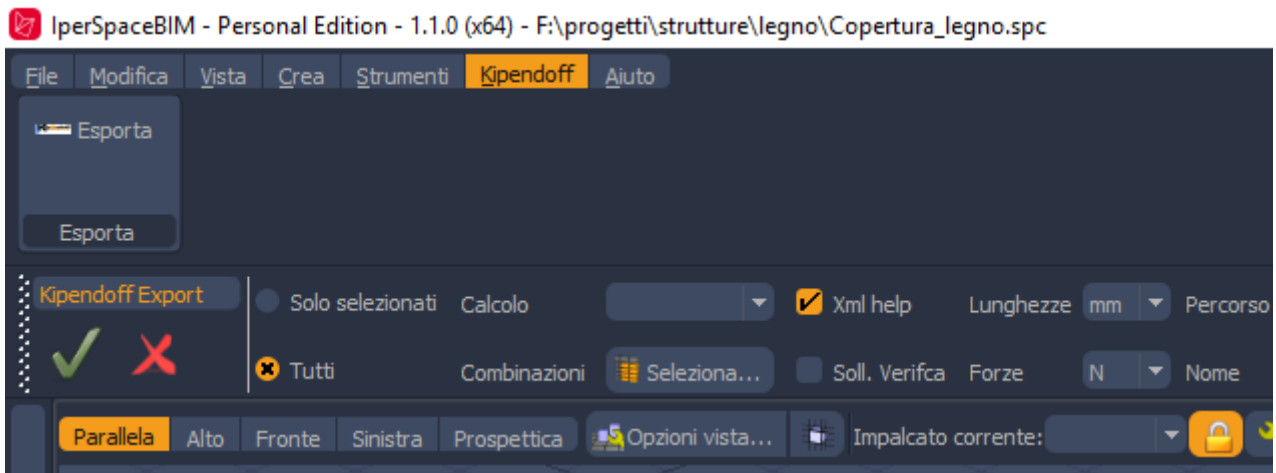 IperSpaceBIM - Personal Edition - 1.1.0 (x64) - F:\progetti\strutture\legno\Copertura_legno.spc
File Modifica Vista Crea Strumenti Kipendoff Aiuto
Esporta
Esporta
Kipendoff Export Solo selezionati Calcolo Xml help Lunghezze mm Percorso
Tutti Combinazioni Seleziona... Soll. Verifca Forze N Nome
Parallela Alto Fronte Sinistra Prospettica Opzioni vista... Impalcato corrente: